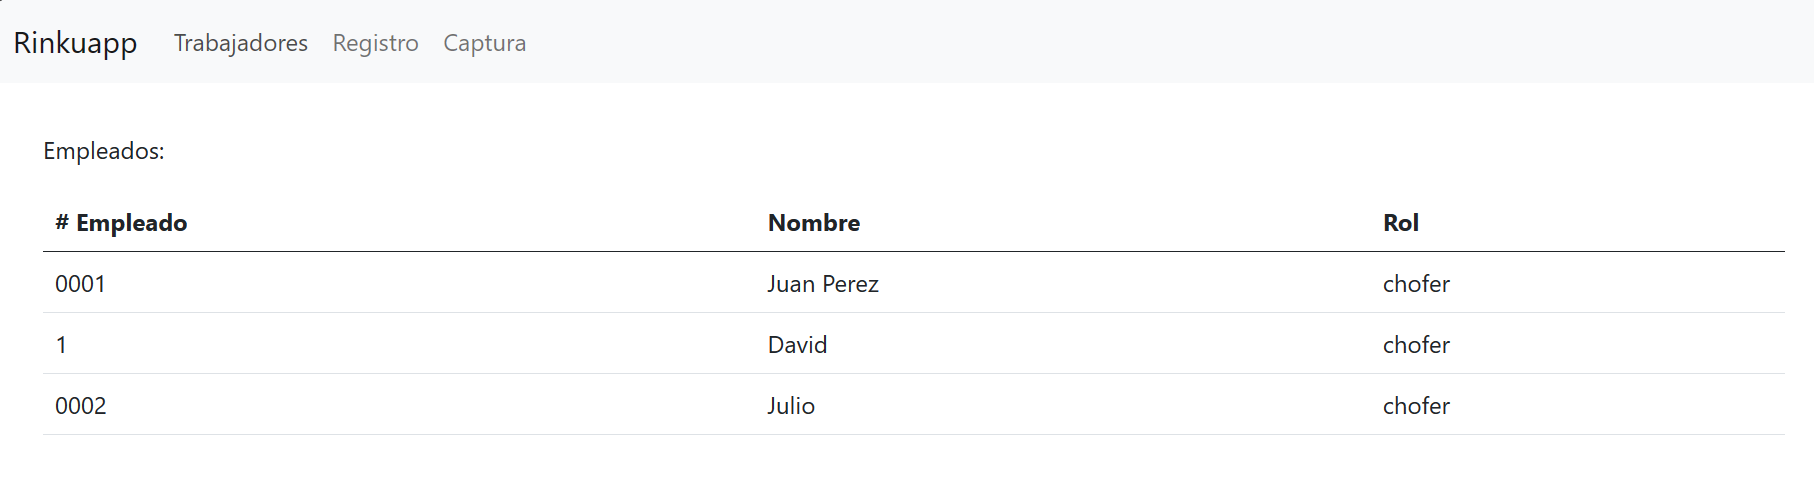 Rinkuapp Trabajadores Registro Captura
Empleados:
# Empleado Nombre Rol
0001 Juan Perez chofer
1 David chofer
0002 Julio chofer